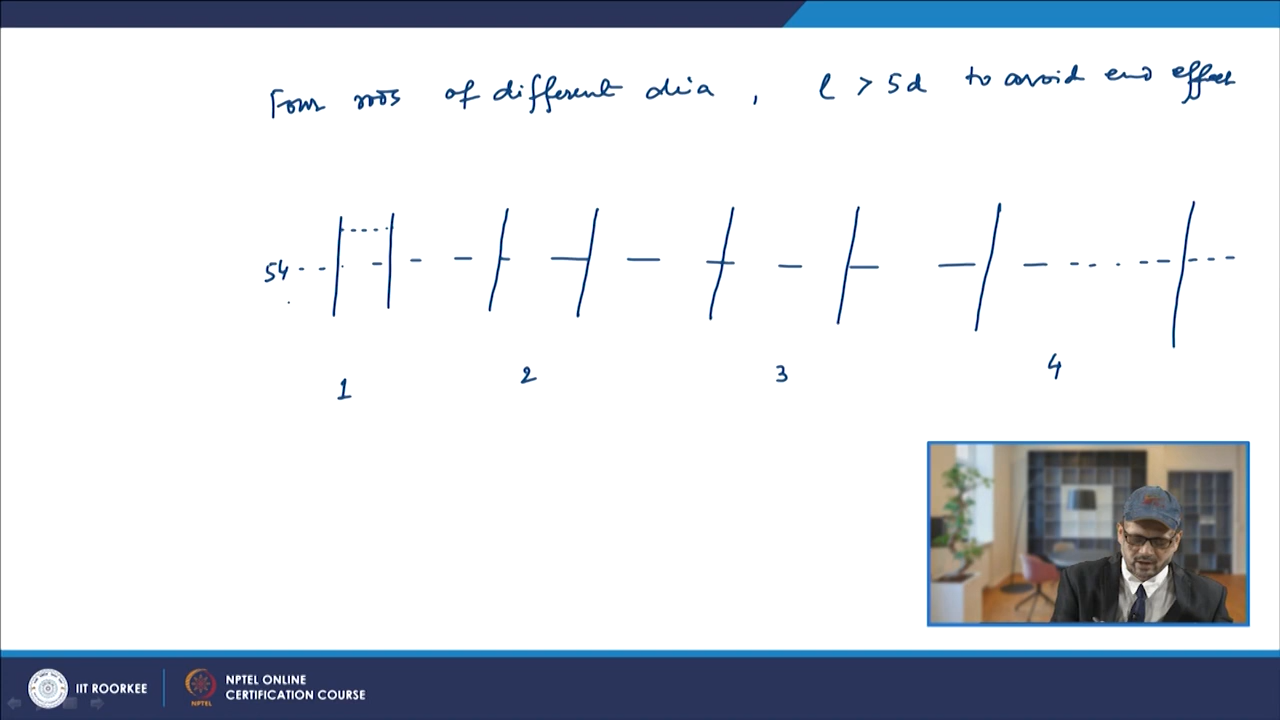 Four rods of different dia , l > 5d to avoid end effect
54
1 2 3 4
IIT ROORKEE
NPTEL ONLINE
CERTIFICATION COURSE
NPTEL